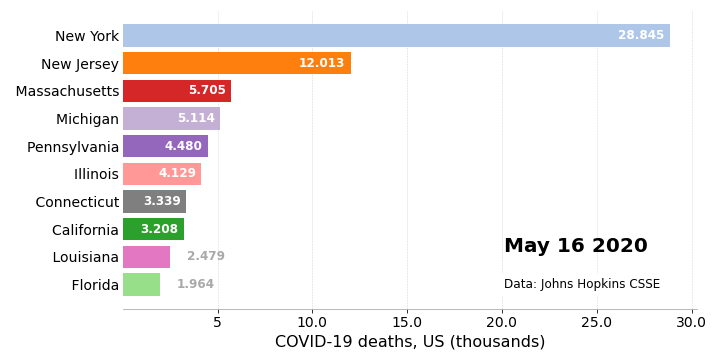 New York 28.845
New Jersey 12.013
Massachusetts 5.705
Michigan 5.114
Pennsylvania 4.480
Illinois 4.129
Connecticut 3.339
California 3.208
May 16 2020
Louisiana 2.479
Florida 1.964
Data: Johns Hopkins CSSE
5 10.0 15.0 20.0 25.0 30.0
COVID-19 deaths, US (thousands)